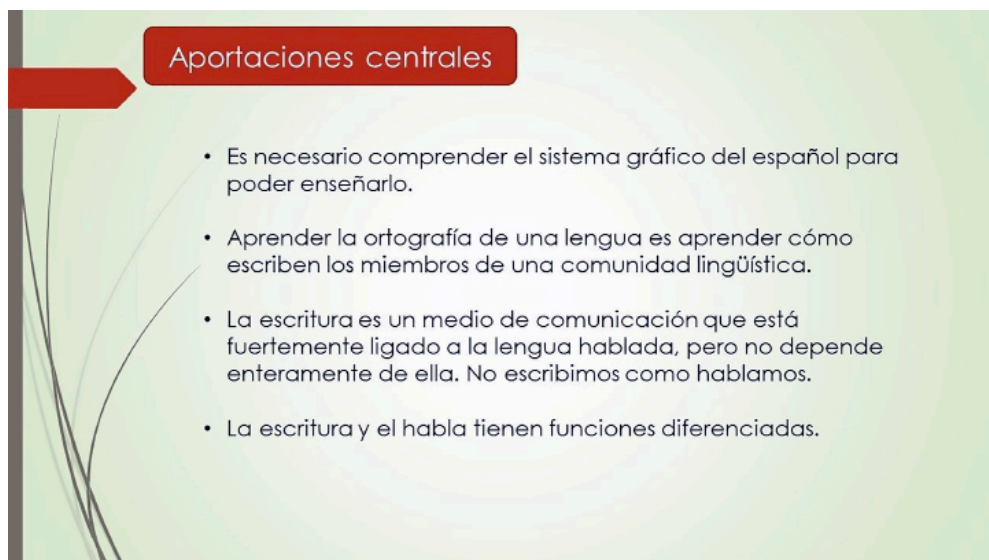 Aportaciones centrales
• Es necesario comprender el sistema gráfico del español para
poder enseñarlo.
• Aprender la ortografía de una lengua es aprender cómo
escriben los miembros de una comunidad lingüística.
• La escritura es un medio de comunicación que está
fuertemente ligado a la lengua hablada, pero no depende
enteramente de ella. No escribimos como hablamos.
• La escritura y el habla tienen funciones diferenciadas.